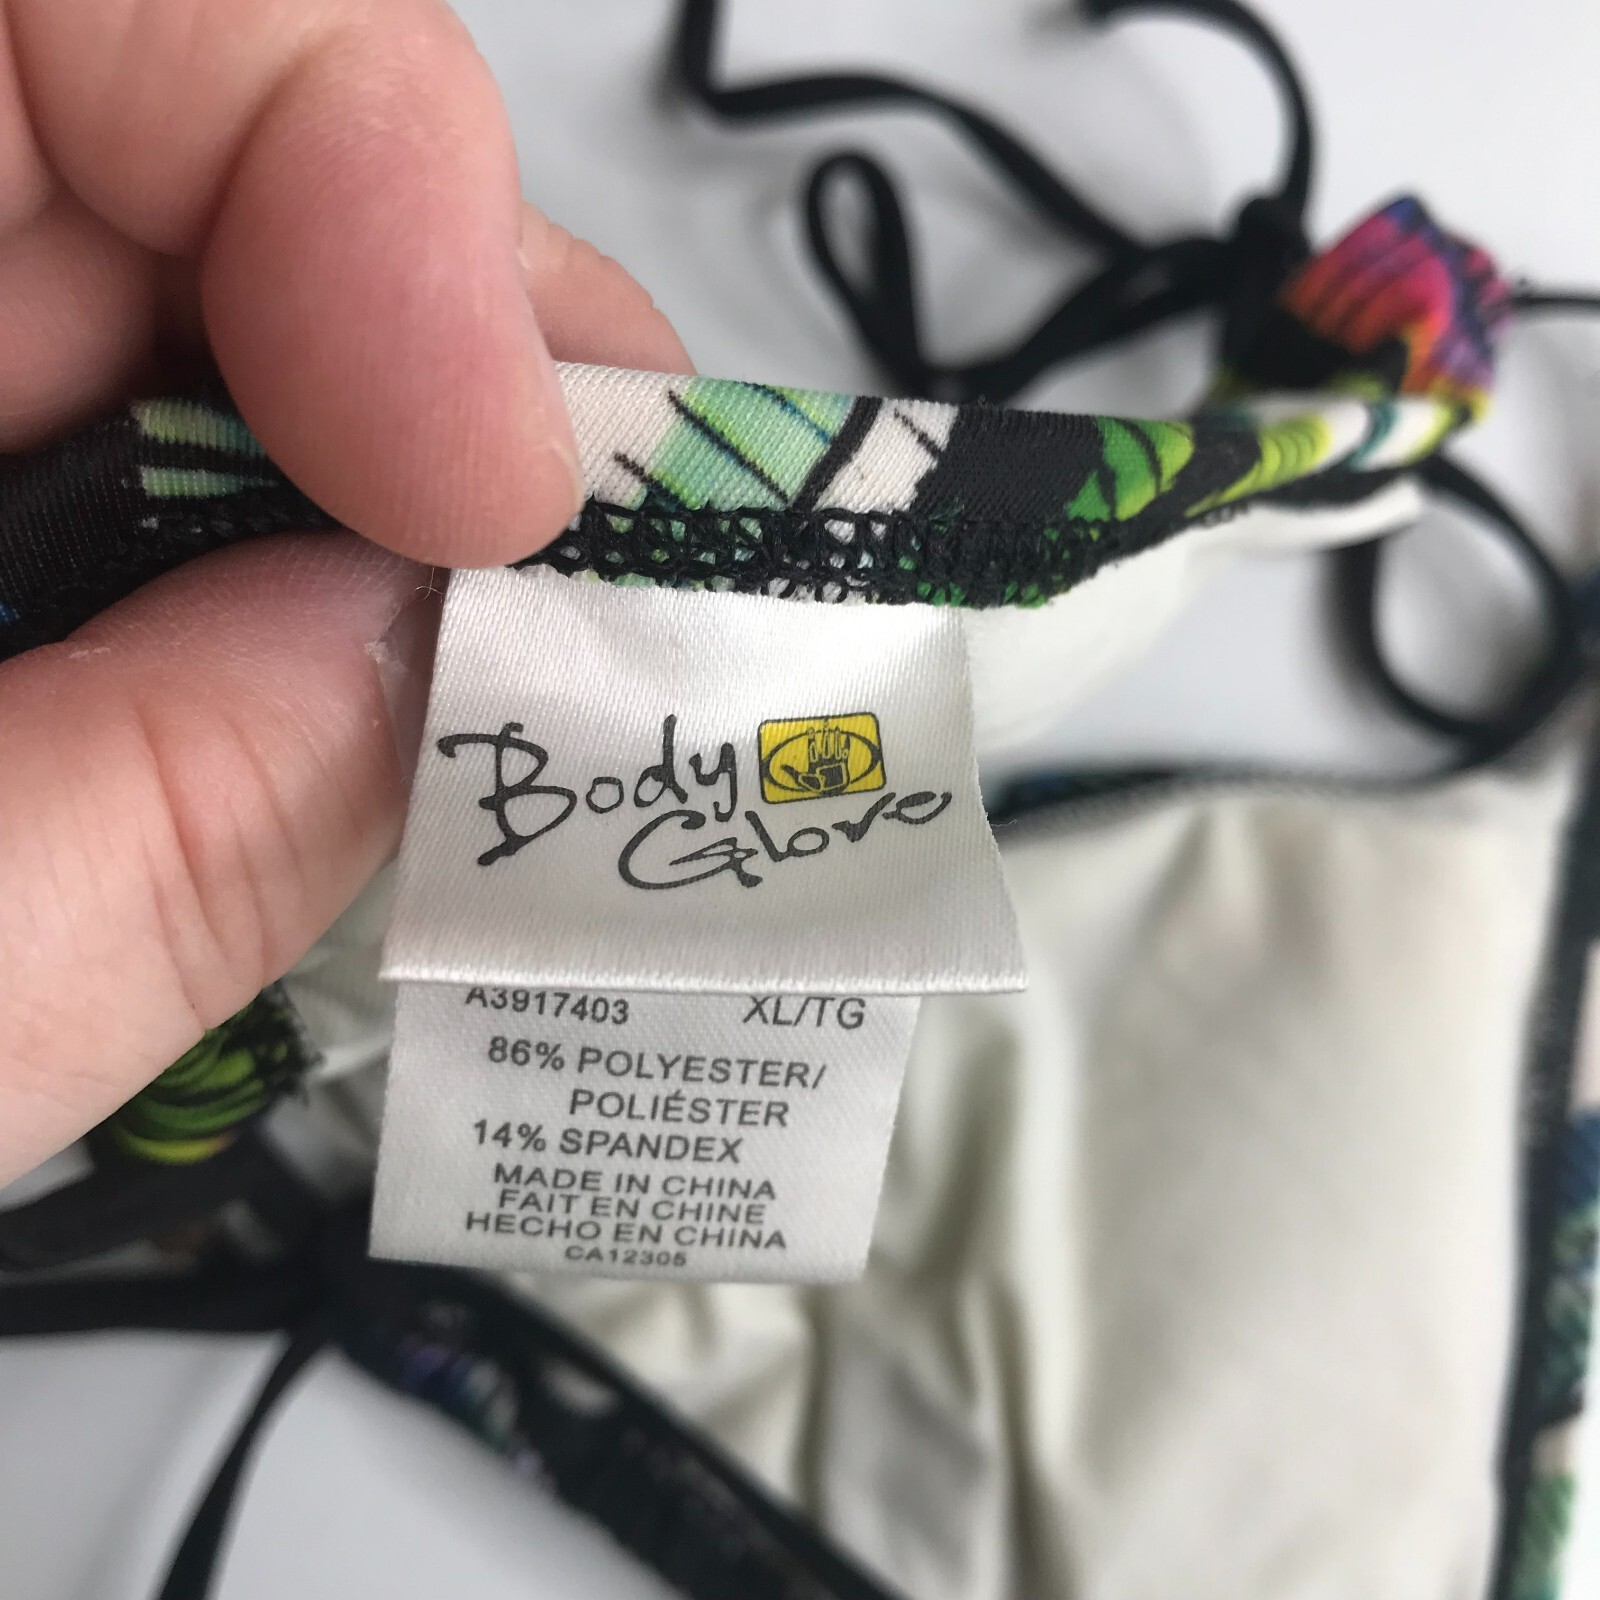 Body
Glove
A3917403 XL/TG
86% POLYESTER/
POLIÉSTER
14% SPANDEX
MADE IN CHINA
FAIT EN CHINE
HECHO EN CHINA
CA12305